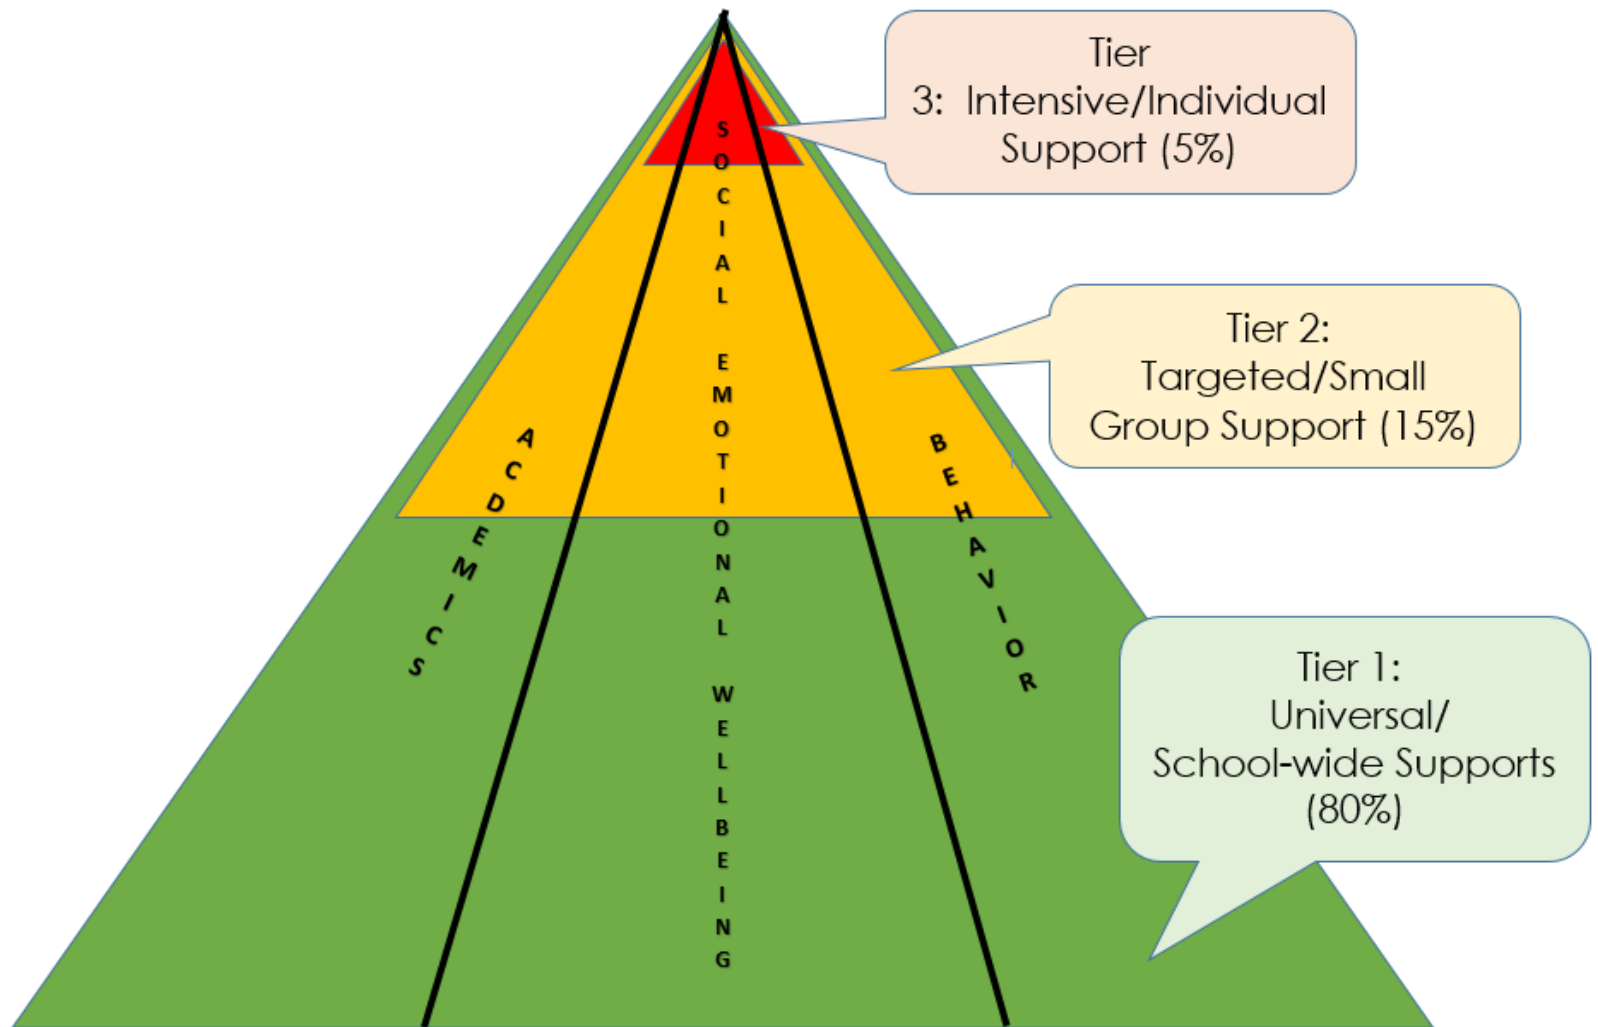 Tier
3:  Intensive/Individual
Support (5%)
Tier 2:
Targeted/Small
Group Support (15%)
Tier 1:
Universal/
School-wide Supports
(80%)
ACDEMICS
SOCIAL EMOTIONAL WELLBEING
BEHAVIOR